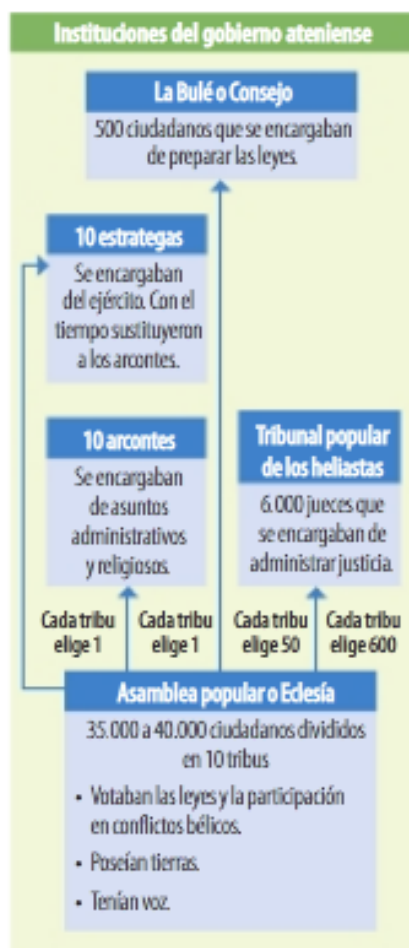 Instituciones del gobierno ateniense
La Bulé o Consejo
500 ciudadanos que se encargaban
de preparar las leyes.
10 estrategas
Se encargaban
del ejército. Con el
tiempo sustituyeron
a los arcontes.
10 arcontes
Se encargaban
de asuntos
administrativos
y religiosos.
Tribunal popular
de los heliastas
6.000 jueces que
se encargaban de
administrar justicia.
Cada tribu
elige 1
Cada tribu
elige 1
Cada tribu
elige 50
Cada tribu
elige 600
Asamblea popular o Eclesía
35.000 a 40.000 ciudadanos divididos
en 10 tribus
• Votaban las leyes y la participación
en conflictos bélicos.
• Poseían tierras.
• Tenían voz.